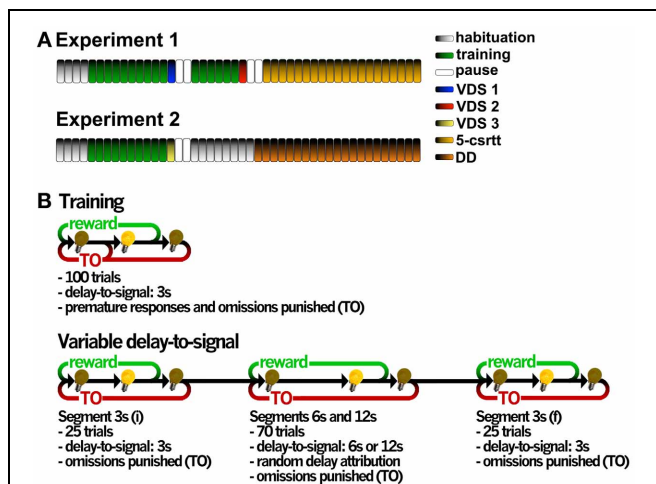 A Experiment 1
habituation
training
pause
VDS 1
VDS 2
VDS 3
5-csrtt
DD
Experiment 2
B Training
reward
TO
- 100 trials
- delay-to-signal: 3s
- premature responses and omissions punished (TO)
Variable delay-to-signal
reward
TO
Segment 3s (i)
- 25 trials
- delay-to-signal: 3s
- omissions punished (TO)
reward
TO
Segments 6s and 12s
- 70 trials
- delay-to-signal: 6s or 12s
- random delay attribution
- omissions punished (TO)
reward
TO
Segment 3s (f)
- 25 trials
- delay-to-signal: 3s
- omissions punished (TO)